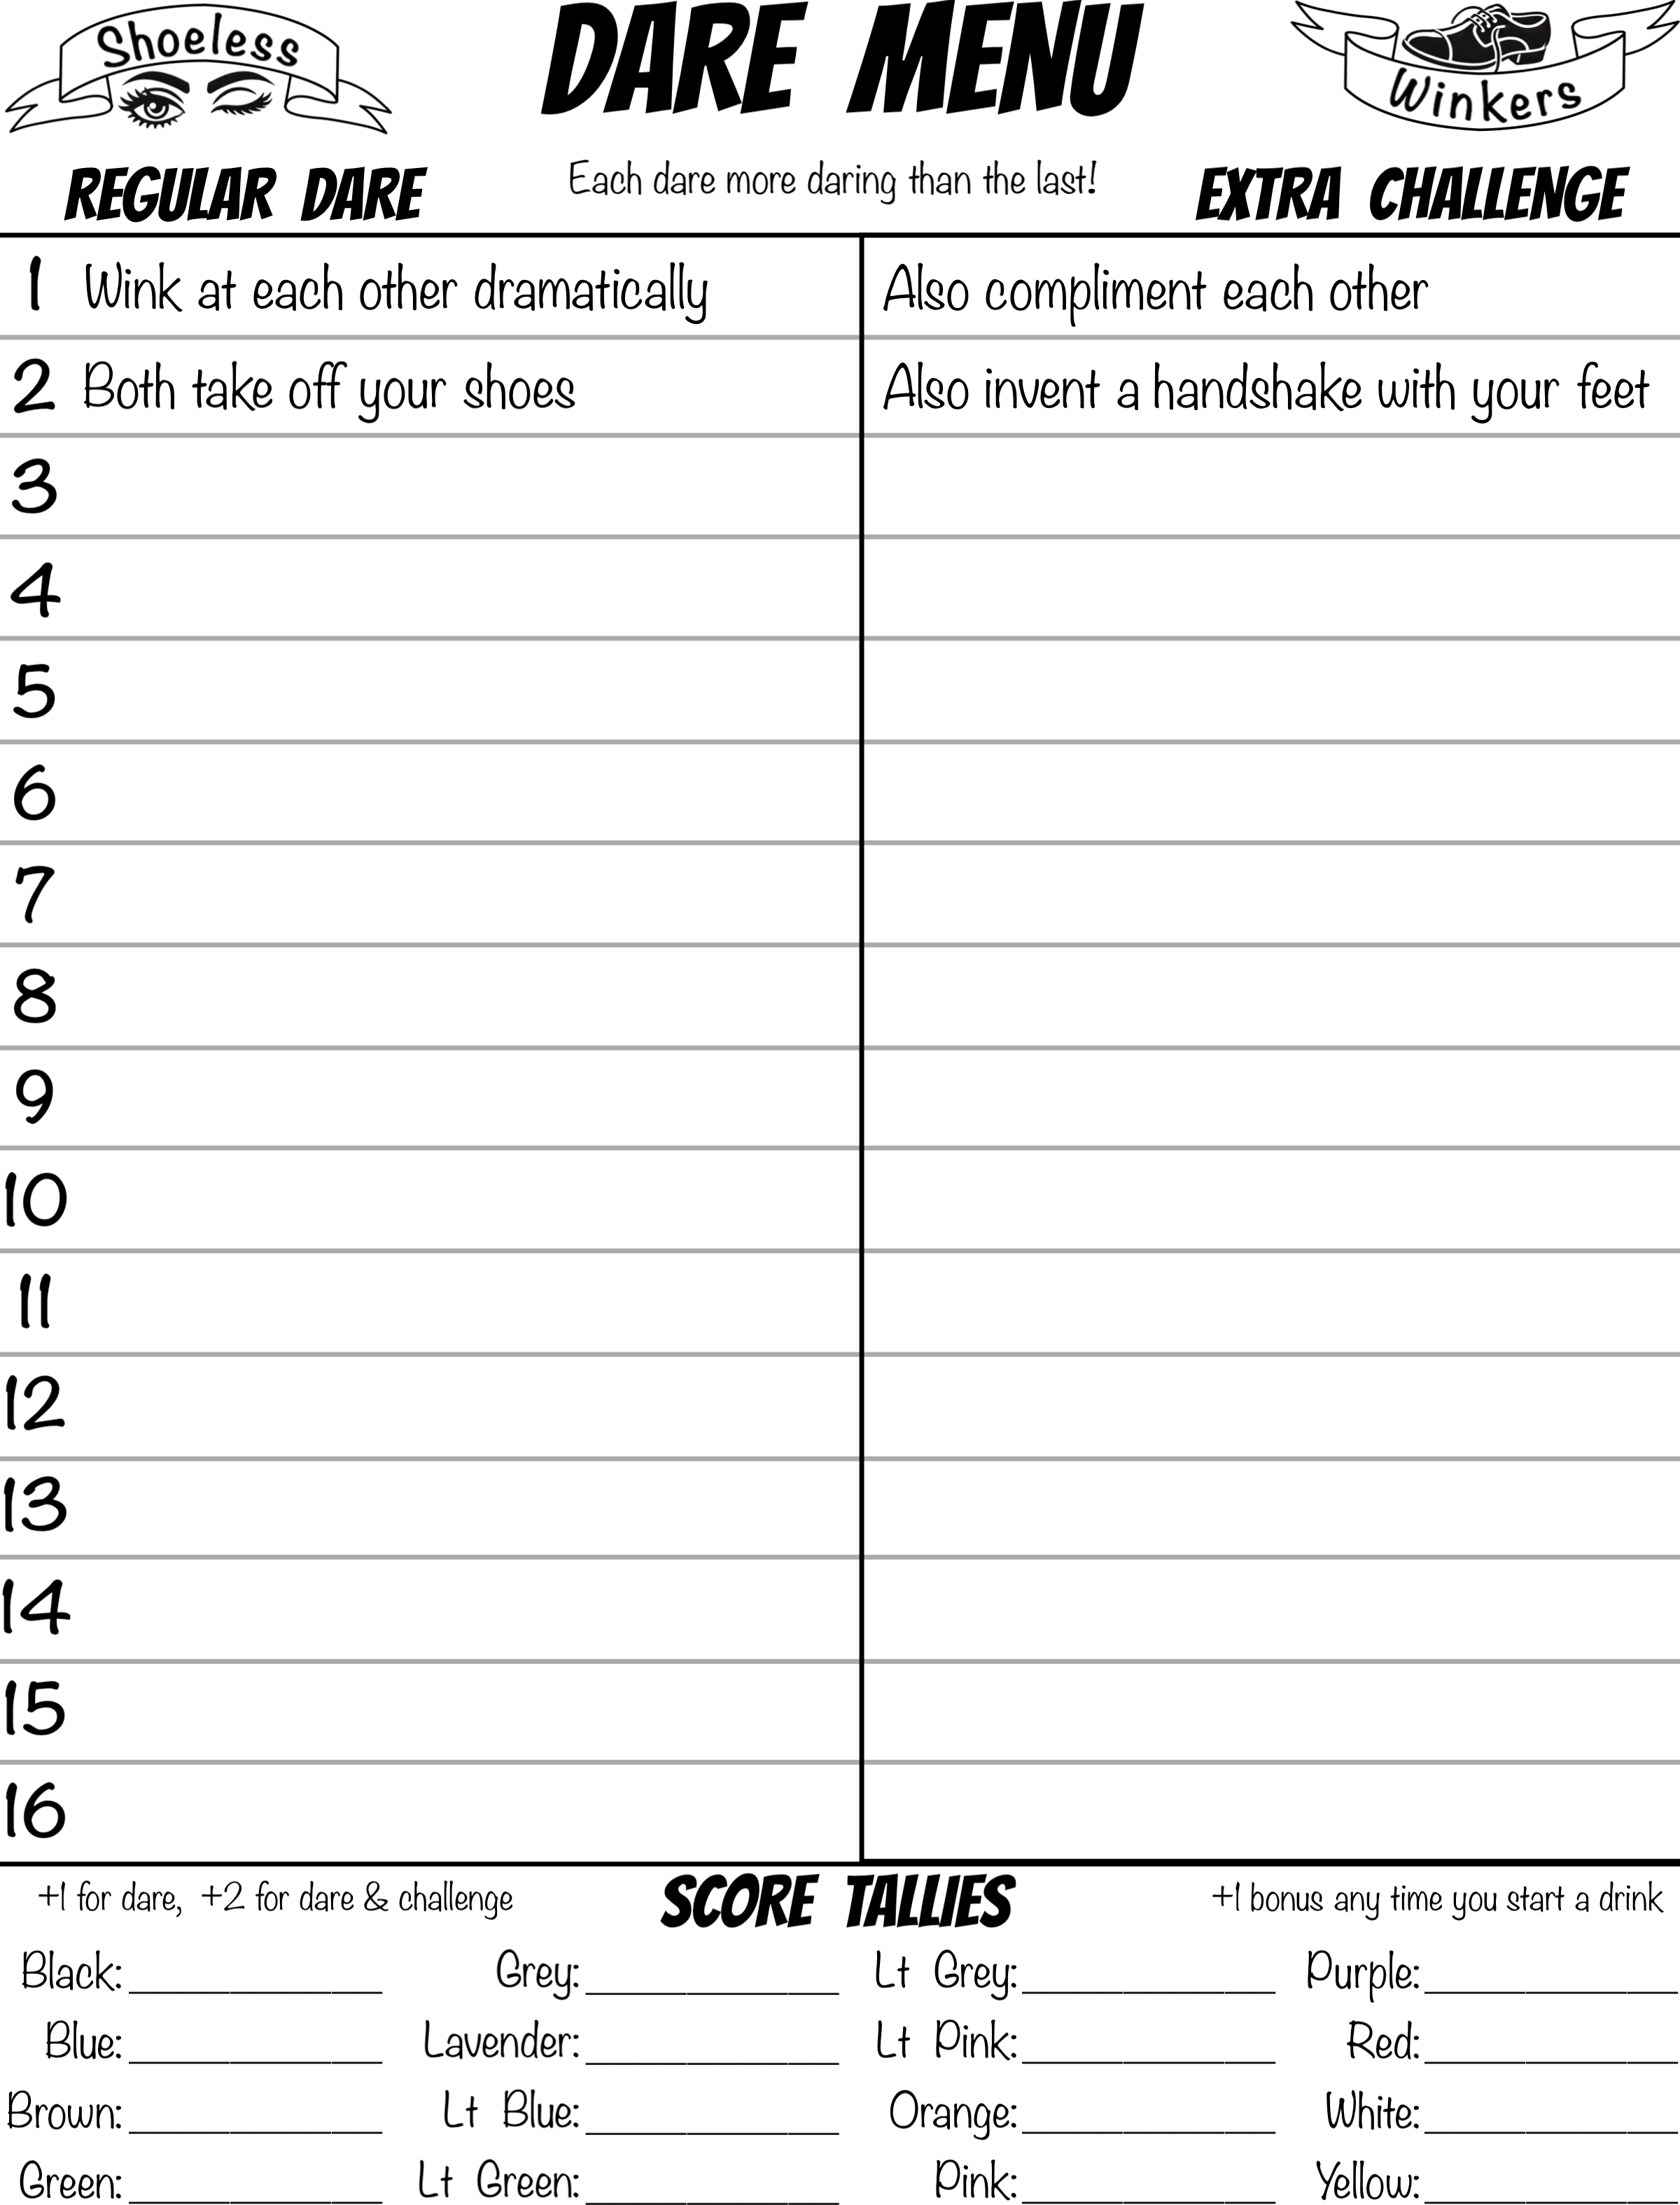 Shoeless
DARE MENU
Winkers
REGULAR DARE
Each dare more daring than the last!
EXTRA CHALLENGE
1 Wink at each other dramatically Also compliment each other
2 Both take off your shoes Also invent a handshake with your feet
3
4
5
6
7
8
9
10
11
12
13
14
15
16
+1 for dare, +2 for dare & challenge
SCORE TALLIES
+1 bonus any time you start a drink
Black: Grey: Lt Grey: Purple:
Blue: Lavender: Lt Pink: Red:
Brown: Lt Blue: Orange: White:
Green: Lt Green: Pink: Yellow: